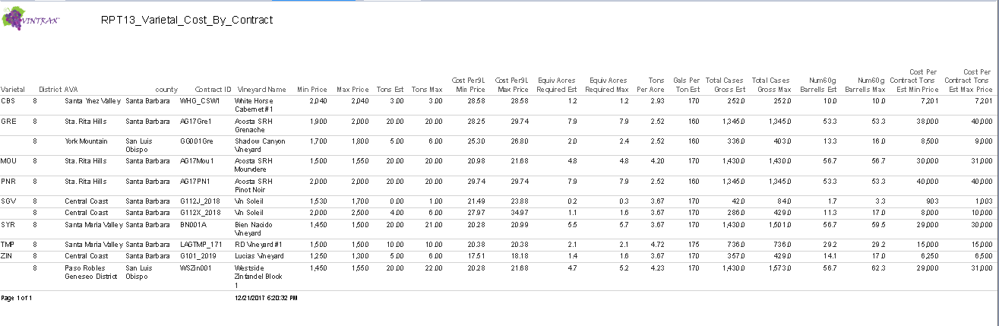 VINTRAX
RPT13_Varietal_Cost_By_Contract
Cost Per Cost Per
Cost Per9L Cost Per9L Equiv Acres Equiv Acres Tons Gals Per Total Cases Total Cases Num60g Num60g Contract Tons Contract Tons
Varietal District AVA county Contract ID Vineyard Name Min Price Max Price Tons Est Tons Max Min Price Max Price Required Est Required Max Per Acre Ton Est Gross Est Gross Max Barrells Est Barrells Max Est Min Price Est Max Price
CBS 8 Santa Ynez Valley Santa Barbara WHG_CSW1 White Horse 2,040 2,040 3.00 3.00 28.58 28.58 1.2 1.2 2.93 170 252.0 252.0 10.0 10.0 7,201 7,201
Cabernet #1
GRE 8 Sta. Rita Hills Santa Barbara AG17Gre1 Acosta SRH 1,900 2,000 20.00 20.00 28.25 29.74 7.9 7.9 2.52 160 1,345.0 1,345.0 53.3 53.3 38,000 40,000
Grenache
8 York Mountain San Luis GG001Gre Shadow Canyon 1,700 1,800 5.00 6.00 25.30 26.80 2.0 2.4 2.52 160 336.0 403.0 13.3 16.0 8,500 9,000
Obispo Vineyard
MOU 8 Sta. Rita Hills Santa Barbara AG17Mou1 Acosta SRH 1,500 1,550 20.00 20.00 20.98 21.68 4.8 4.8 4.20 170 1,430.0 1,430.0 56.7 56.7 30,000 31,000
Mourvdere
PNR 8 Sta. Rita Hills Santa Barbara AG17PN1 Acosta SRH 2,000 2,000 20.00 20.00 29.74 29.74 7.9 7.9 2.52 160 1,345.0 1,345.0 53.3 53.3 40,000 40,000
Pinot Noir
SGV 8 Central Coast Santa Barbara G112J_2018 Vin Soleil 1,530 1,700 0.00 1.00 21.49 23.88 0.2 0.3 3.67 170 42.0 84.0 1.7 3.3 903 1,003
8 Central Coast Santa Barbara G112X_2018 Vin Soleil 2,000 2,500 4.00 6.00 27.97 34.97 1.1 1.6 3.67 170 286.0 429.0 11.3 17.0 8,000 10,000
SYR 8 Santa Maria Valley Santa Barbara BN001A Bien Nacido 1,450 1,500 20.00 21.00 20.28 20.99 5.5 5.7 3.67 170 1,430.0 1,501.0 56.7 59.5 29,000 30,000
Vineyard
TMP 8 Santa Maria Valley Santa Barbara LAGTMP_171 RD Vineyard #1 1,500 1,500 10.00 10.00 20.38 20.38 2.1 2.1 4.72 175 736.0 736.0 29.2 29.2 15,000 15,000
ZIN 8 Central Coast Santa Barbara G101_2019 Lucias Vineyard 1,250 1,300 5.00 6.00 17.51 18.18 1.4 1.6 3.67 170 357.0 429.0 14.1 17.0 6,250 6,500
8 Paso Robles San Luis WSZin001 Westside 1,450 1,550 20.00 22.00 20.28 21.68 4.7 5.2 4.23 170 1,430.0 1,573.0 56.7 62.3 29,000 31,000
Geneseo District Obispo Zinfandel Block
1
Page 1 of 1 12/21/2017 6:20:32 PM